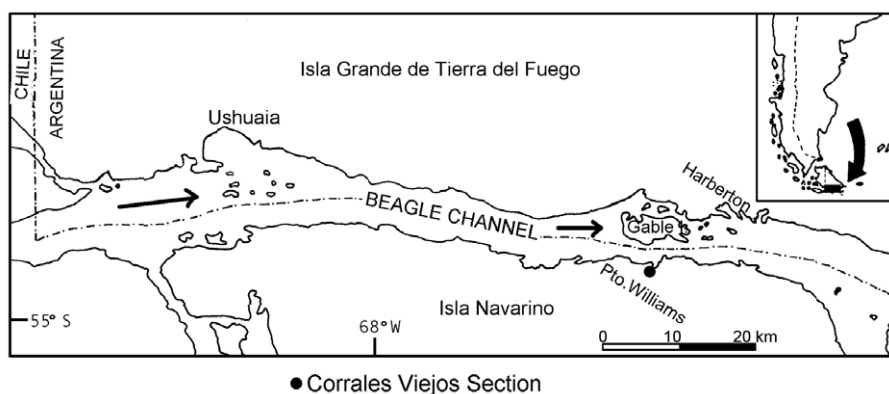 CHILE
ARGENTINA
Isla Grande de Tierra del Fuego
Ushuaia
Harberton
BEAGLE CHANNEL
Gable
Pto. Williams
Isla Navarino
55° S
68° W
0 10 20 km
Corrales Viejos Section